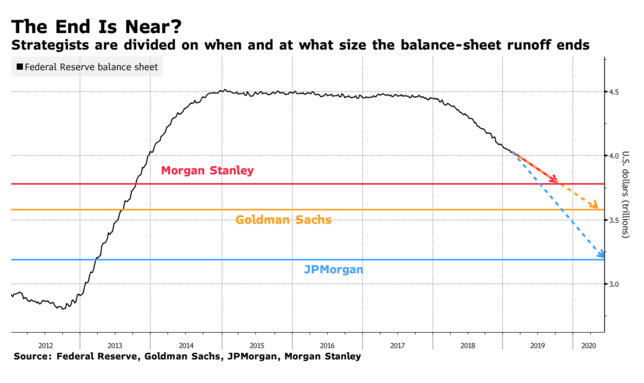 The End Is Near?
Strategists are divided on when and at what size the balance-sheet runoff ends
Federal Reserve balance sheet
4.5
4.0
Morgan Stanley
Goldman Sachs
3.5
JPMorgan
3.0
U.S. dollars (trillions)
2012 2013 2014 2015 2016 2017 2018 2019 2020
Source: Federal Reserve, Goldman Sachs, JPMorgan, Morgan Stanley